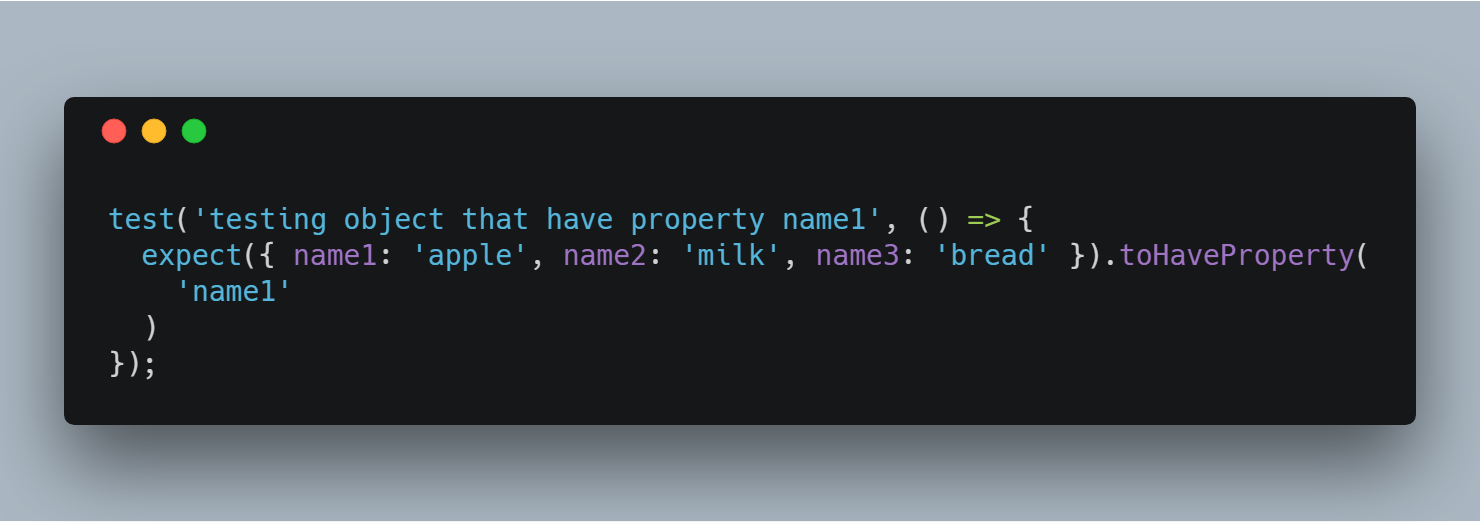 test('testing object that have property name1', () => {
  expect({ name1: 'apple', name2: 'milk', name3: 'bread' }).toHaveProperty(
    'name1'
  )
});